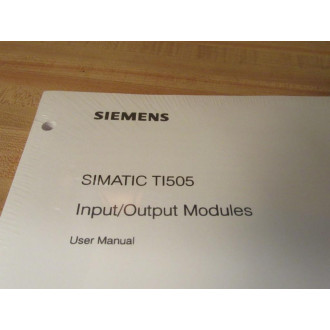 SIEMENS
SIMATIC TI505
Input/Output Modules
User Manual